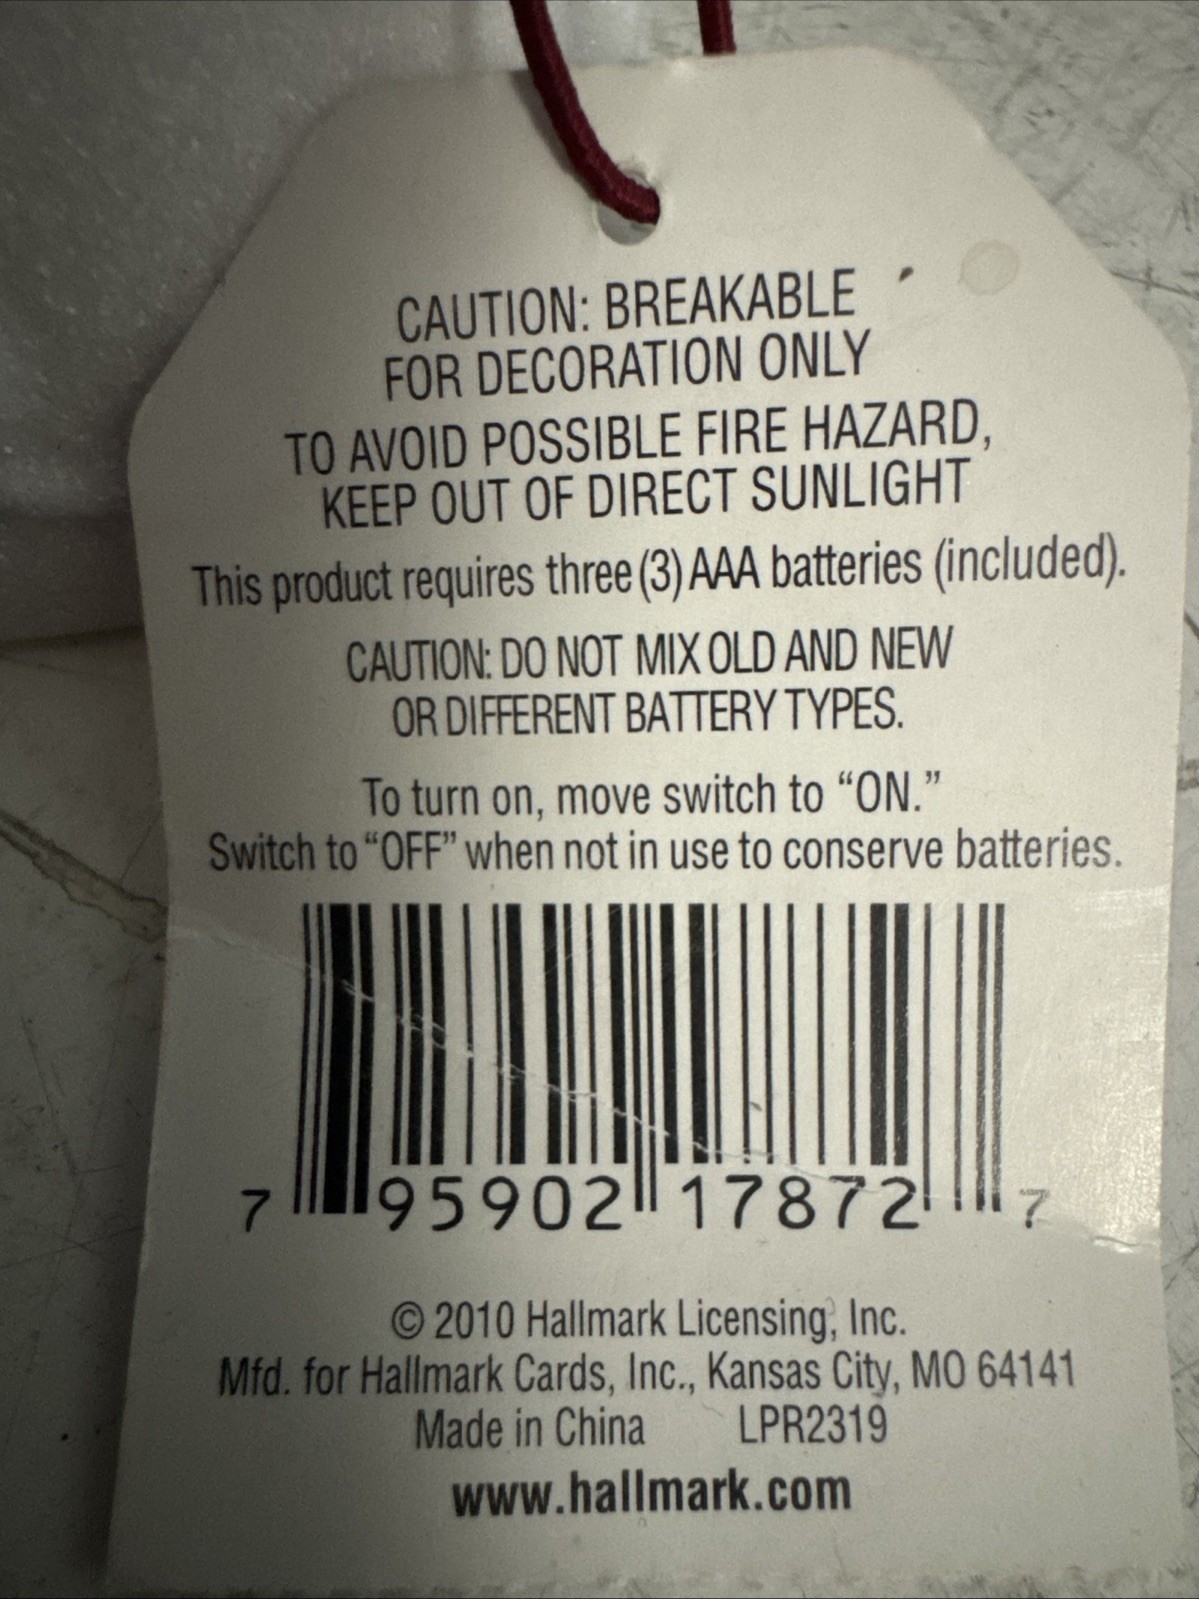 CAUTION: BREAKABLE
FOR DECORATION ONLY
TO AVOID POSSIBLE FIRE HAZARD,
KEEP OUT OF DIRECT SUNLIGHT
This product requires three (3) AAA batteries (included).
CAUTION: DO NOT MIX OLD AND NEW
OR DIFFERENT BATTERY TYPES.
To turn on, move switch to “ON.”
Switch to “OFF” when not in use to conserve batteries.
7 95902 17872 7
© 2010 Hallmark Licensing, Inc.
Mfd. for Hallmark Cards, Inc., Kansas City, MO 64141
Made in China LPR2319
www.hallmark.com